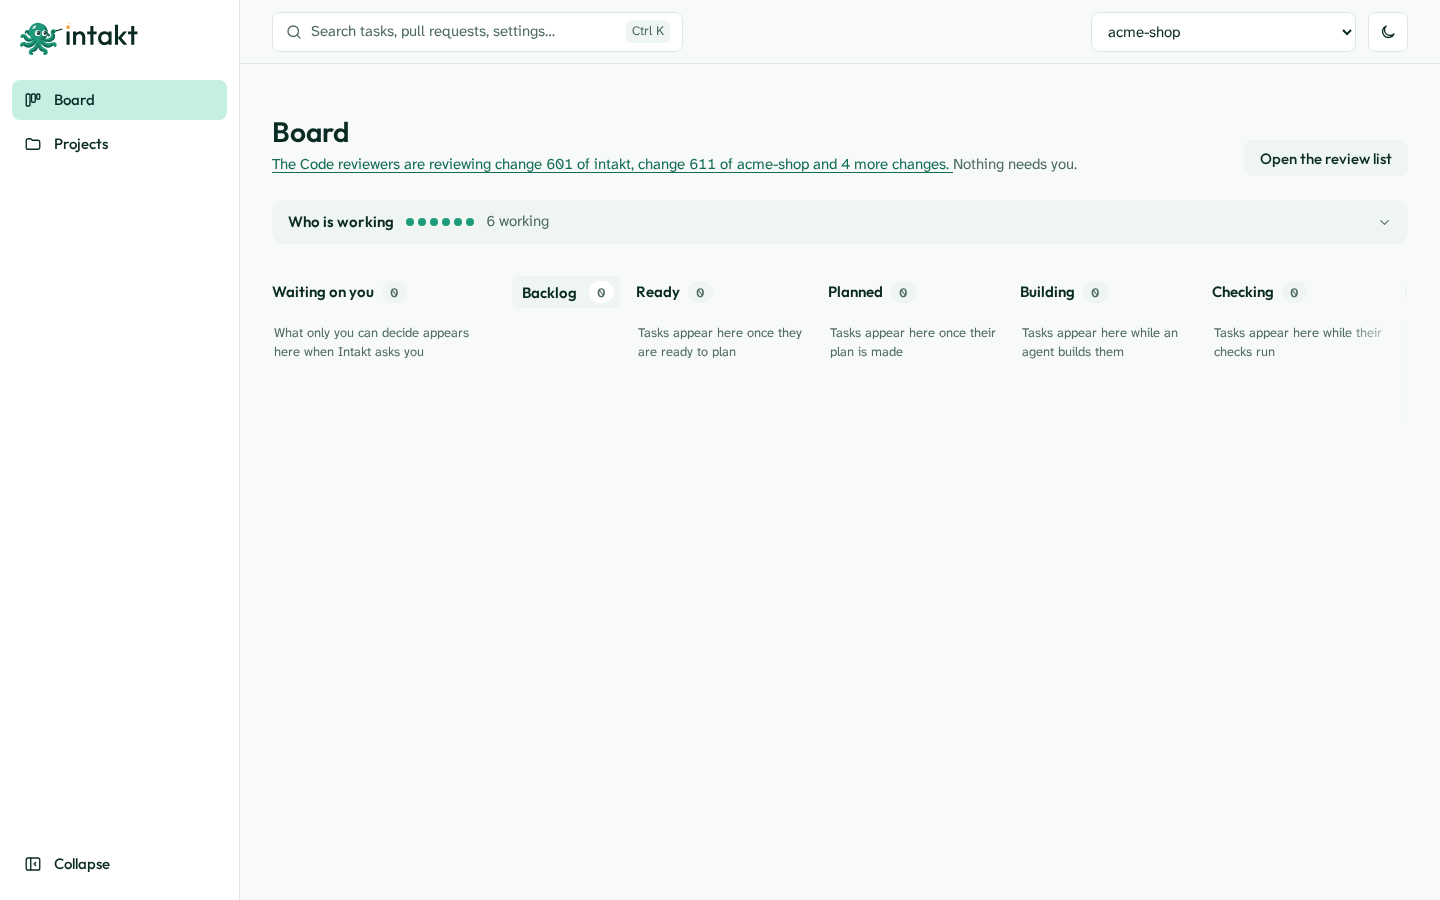 intakt
Search tasks, pull requests, settings...
Ctrl K
acme-shop
Board
Projects
Board
The Code reviewers are reviewing change 601 of intakt, change 611 of acme-shop and 4 more changes. Nothing needs you.
Open the review list
Who is working
6 working
Waiting on you 0
Backlog 0
Ready 0
Planned 0
Building 0
Checking 0
What only you can decide appears
here when Intakt asks you
Tasks appear here once they
are ready to plan
Tasks appear here once their
plan is made
Tasks appear here while an
agent builds them
Tasks appear here while their
checks run
Collapse